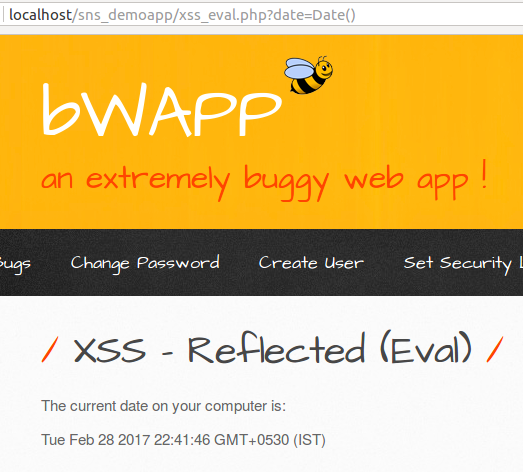 localhost/sns_demoapp/xss_eval.php?date=Date()
bWAPP
an extremely buggy web app !
Bugs Change Password Create User Set Security L
/ XSS - Reflected (Eval) /
The current date on your computer is:
Tue Feb 28 2017 22:41:46 GMT+0530 (IST)